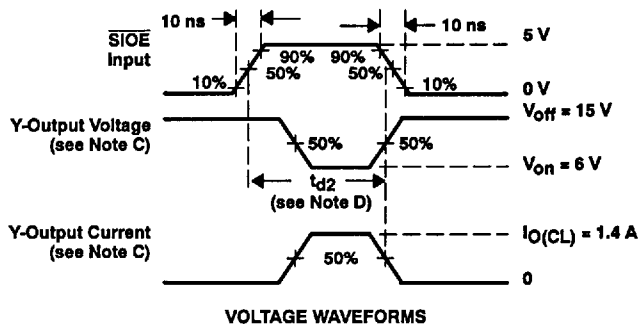 10 ns
10 ns
SIOE
Input
5 V
90%
90%
50%
50%
10%
10%
0 V
Y-Output Voltage
(see Note C)
Voff = 15 V
50%
50%
Von = 6 V
td2
(see Note D)
Y-Output Current
(see Note C)
IO(CL) = 1.4 A
50%
0
VOLTAGE WAVEFORMS